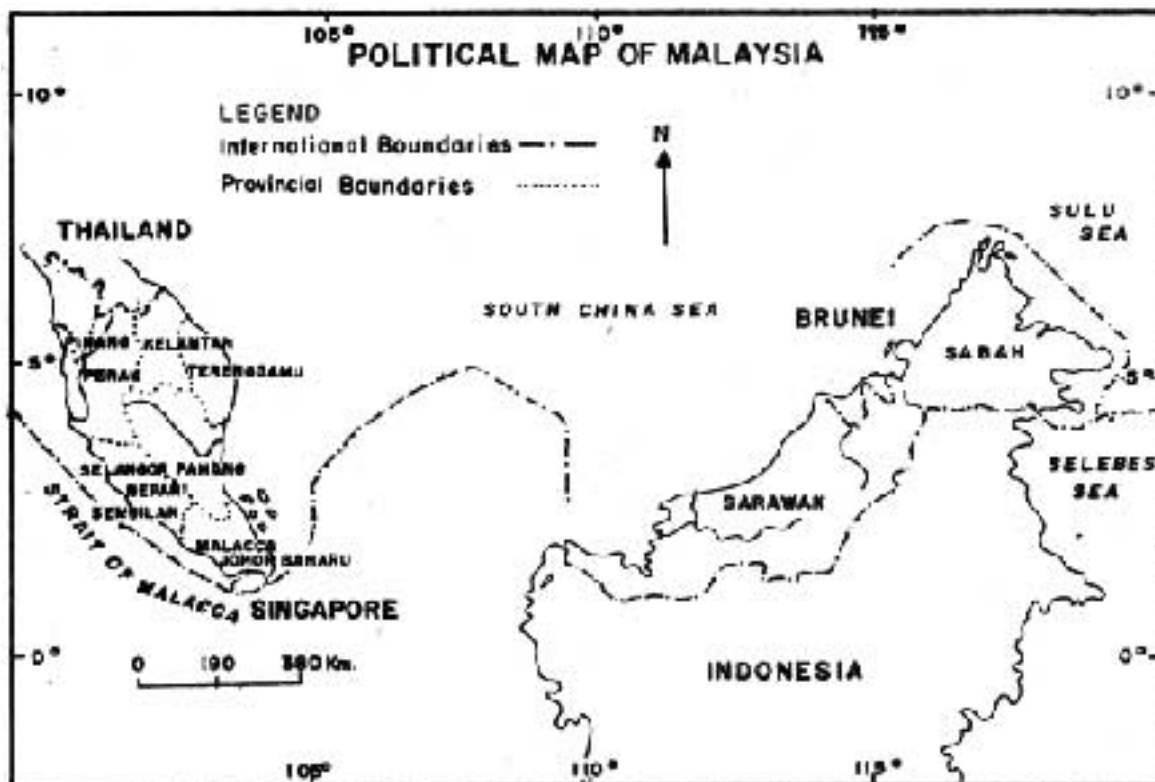 105° 110° 115°
POLITICAL MAP OF MALAYSIA
10° 10°
LEGEND
International Boundaries
Provincial Boundaries
N
THAILAND
SULU
SEA
SOUTH CHINA SEA
BRUNEI
KELANTAN
SABAH
5° 5°
PERAK
SELANGOR PAHANG
SELEBES
SEA
SEMBILAN
SARAWAK
MALACCA
JOHOR BAHARU
STRAIT OF MALACCA
SINGAPORE
0 190 380 Km.
0° 0°
INDONESIA
105° 110° 115°